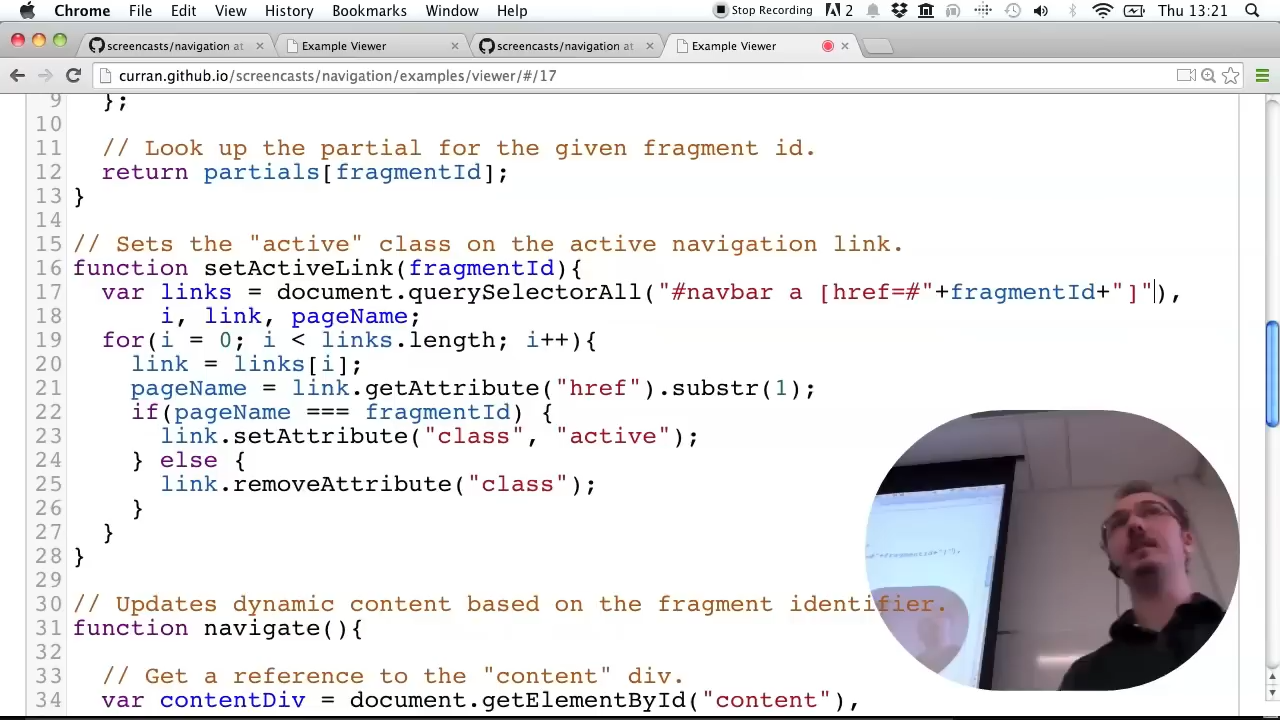 Chrome File Edit View History Bookmarks Window Help Stop Recording 2 Thu 13:21
screencasts/navigation at Example Viewer screencasts/navigation at Example Viewer
curran.github.io/screencasts/navigation/examples/viewer/#/17
9 };
10
11 // Look up the partial for the given fragment id.
12 return partials[fragmentId];
13 }
14
15 // Sets the "active" class on the active navigation link.
16 function setActiveLink(fragmentId){
17 var links = document.querySelectorAll("#navbar a [href=#"+fragmentId+"]"),
18 i, link, pageName;
19 for(i = 0; i < links.length; i++){
20 link = links[i];
21 pageName = link.getAttribute("href").substr(1);
22 if(pageName === fragmentId) {
23 link.setAttribute("class", "active");
24 } else {
25 link.removeAttribute("class");
26 }
27 }
28 }
29
30 // Updates dynamic content based on the fragment identifier.
31 function navigate(){
32
33 // Get a reference to the "content" div.
34 var contentDiv = document.getElementById("content"),